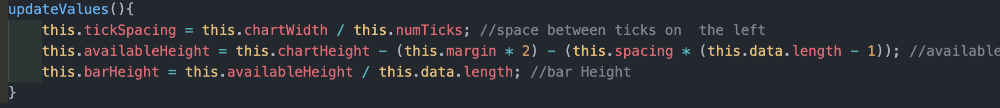 updateValues(){
this.tickSpacing = this.chartWidth / this.numTicks; //space between ticks on  the left
this.availableHeight = this.chartHeight - (this.margin * 2) - (this.spacing * (this.data.length - 1)); //available
this.barHeight = this.availableHeight / this.data.length; //bar Height
}